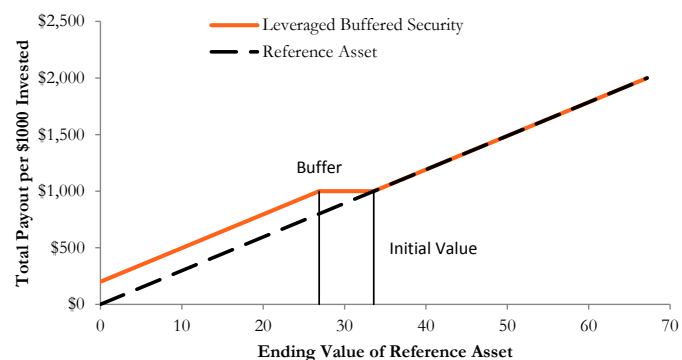 Leveraged Buffered Security
Reference Asset
Total Payout per $1000 Invested
$2,500
$2,000
$1,500
$1,000
$500
$0
Buffer
Initial Value
0 10 20 30 40 50 60 70
Ending Value of Reference Asset